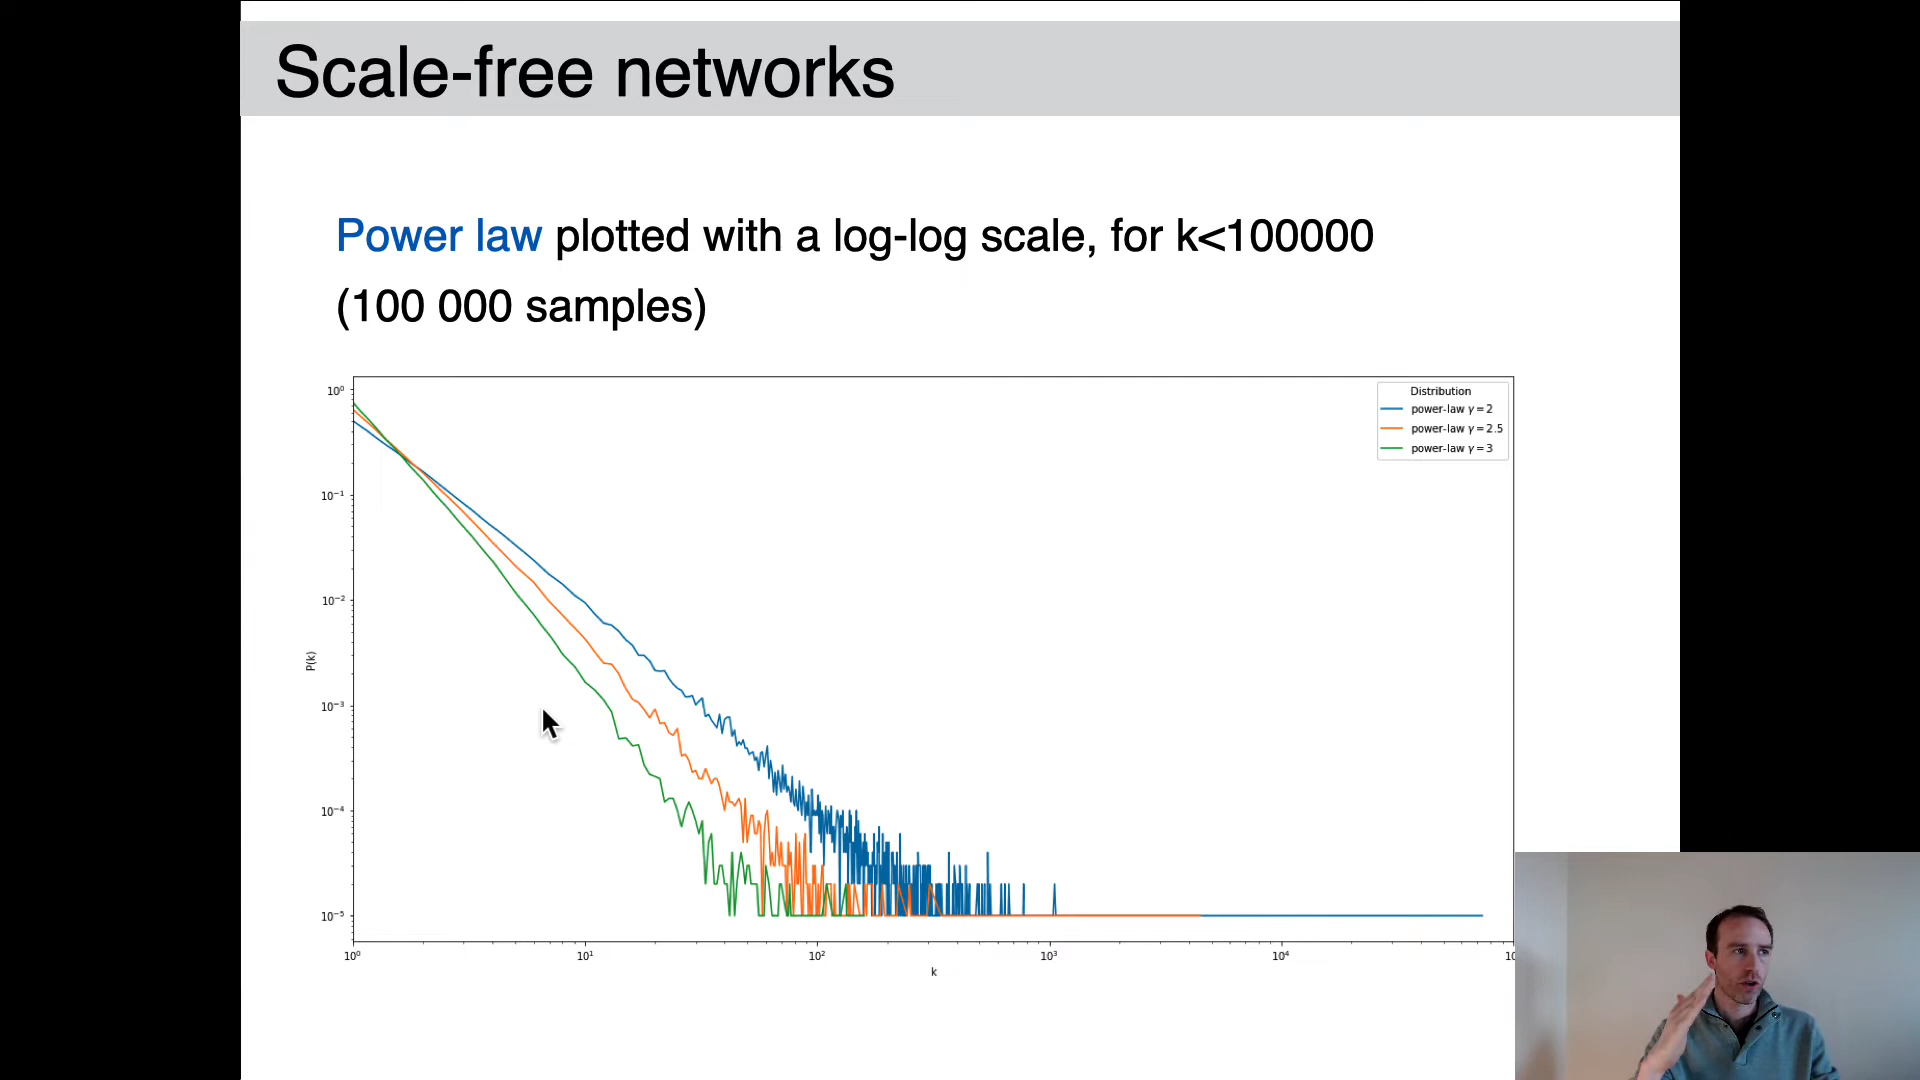 Scale-free networks
Power law plotted with a log-log scale, for k<100000
(100 000 samples)
Distribution
power-law γ = 2
power-law γ = 2.5
power-law γ = 3
P(k)
10⁰
10⁻¹
10⁻²
10⁻³
10⁻⁴
10⁻⁵
10⁰ 10¹ 10² 10³ 10⁴
k